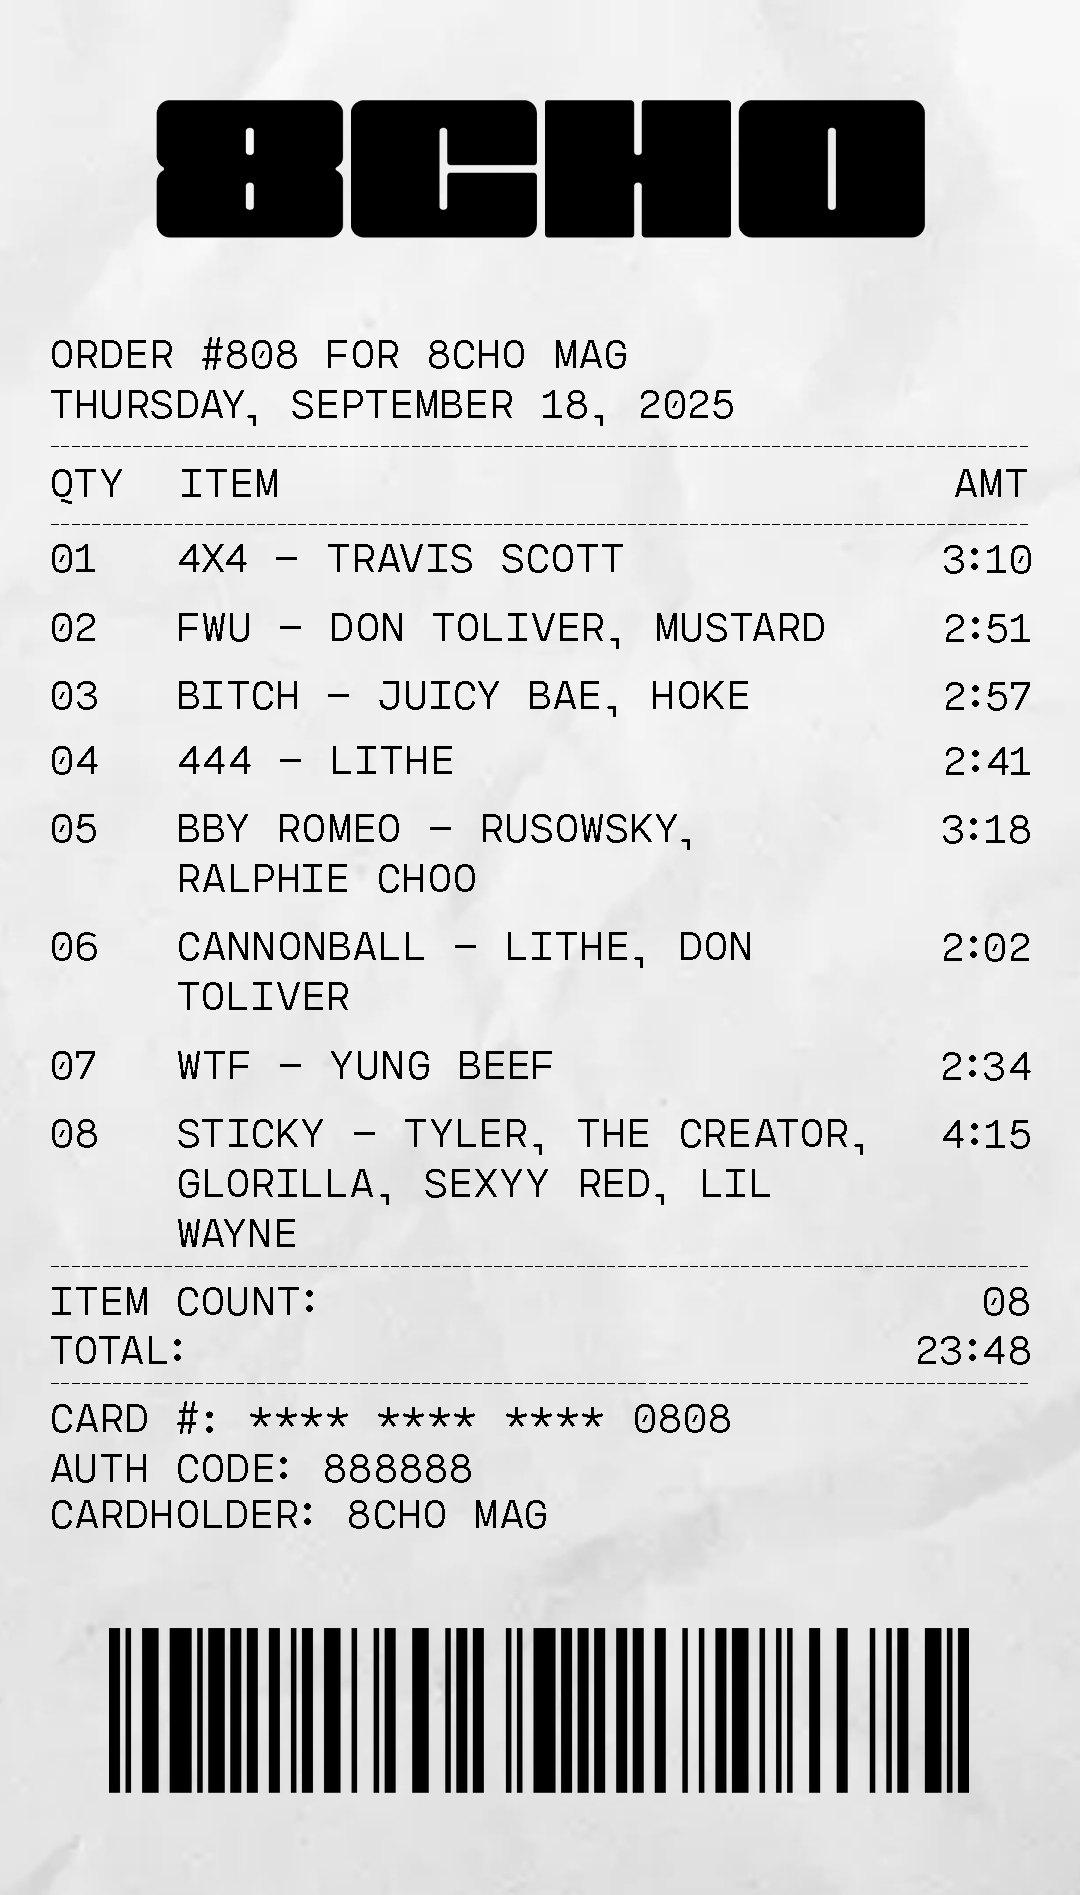 8CHO
ORDER #808 FOR 8CHO MAG
THURSDAY, SEPTEMBER 18, 2025
QTY ITEM AMT
01 4X4 – TRAVIS SCOTT 3:10
02 FWU – DON TOLIVER, MUSTARD 2:51
03 BITCH – JUICY BAE, HOKE 2:57
04 444 – LITHE 2:41
05 BBY ROMEO – RUSOWSKY, 3:18
RALPHIE CHOO
06 CANNONBALL – LITHE, DON 2:02
TOLIVER
07 WTF – YUNG BEEF 2:34
08 STICKY – TYLER, THE CREATOR, 4:15
GLORILLA, SEXYY RED, LIL
WAYNE
ITEM COUNT: 08
TOTAL: 23:48
CARD #: **** **** **** 0808
AUTH CODE: 888888
CARDHOLDER: 8CHO MAG